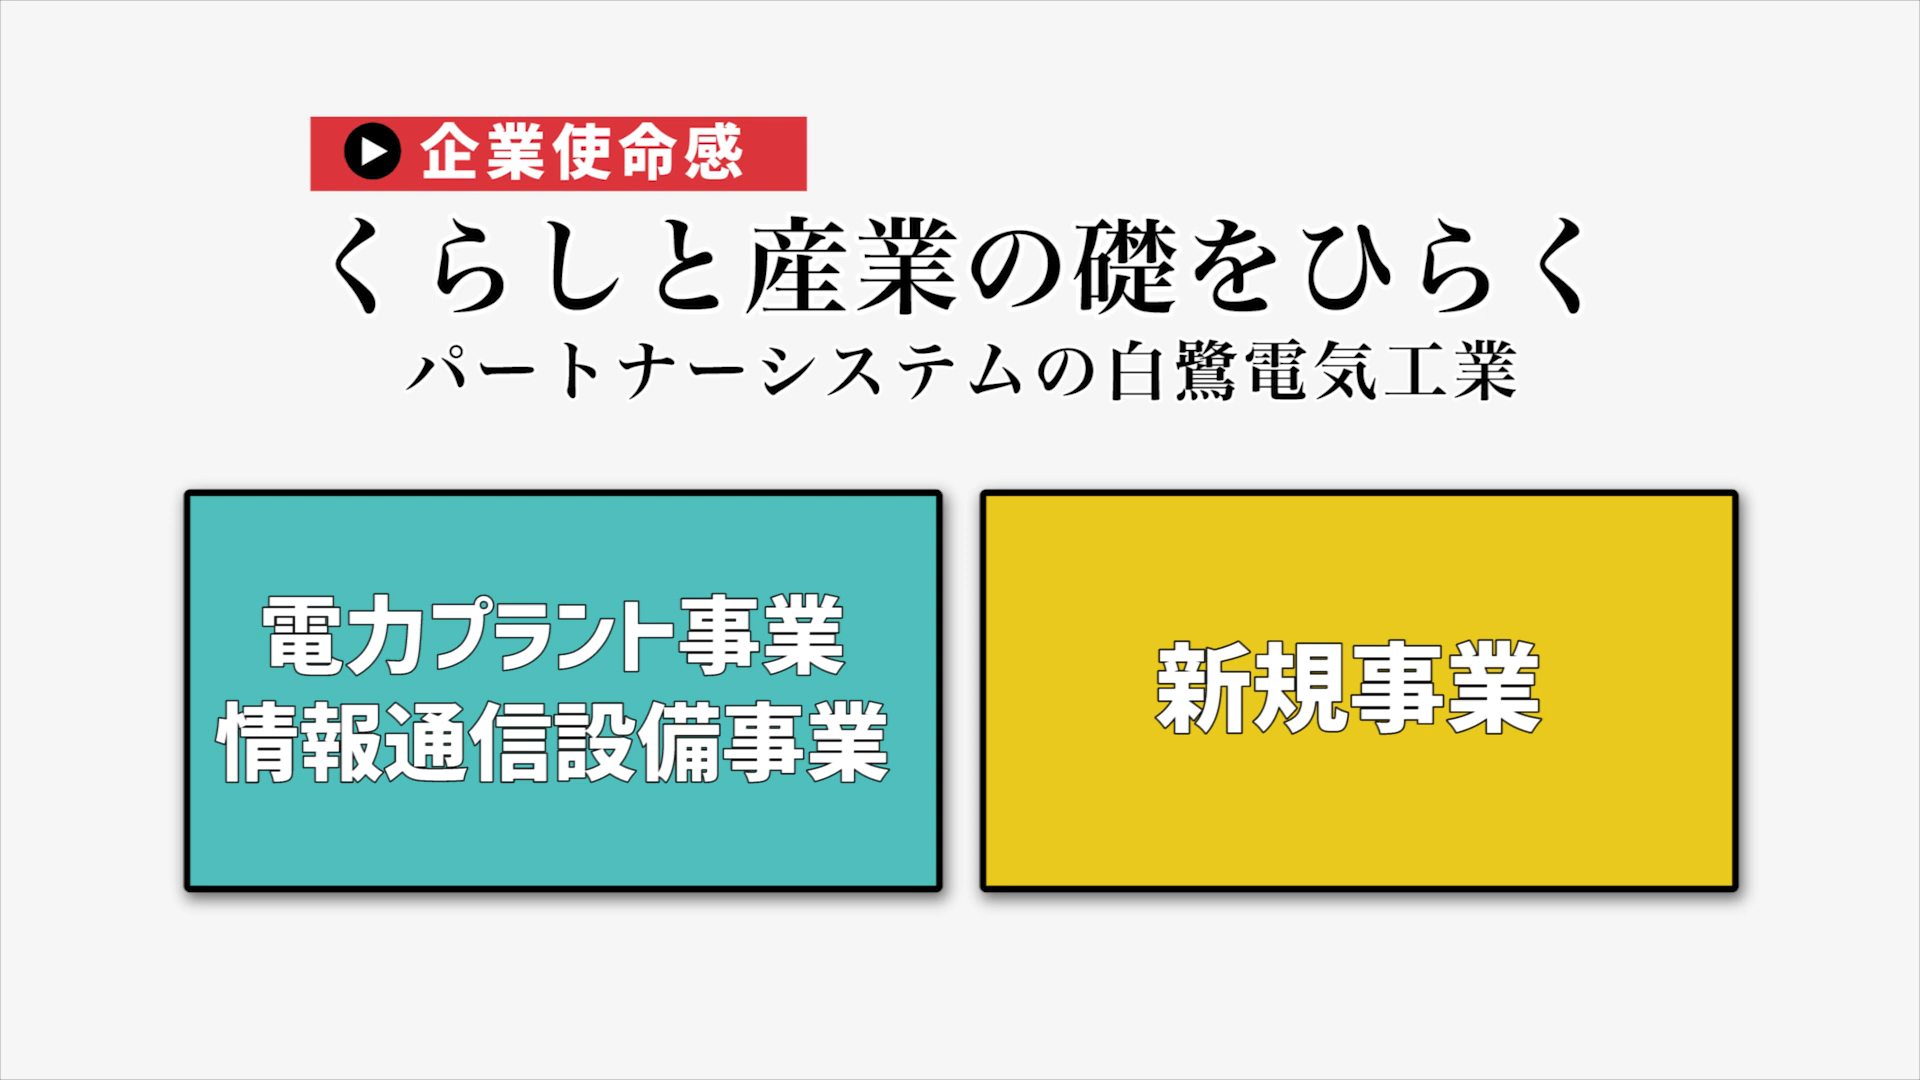 企業使命感
くらしと産業の礎をひらく
パートナーシステムの白鷺電気工業
電力プラント事業
情報通信設備事業
新規事業